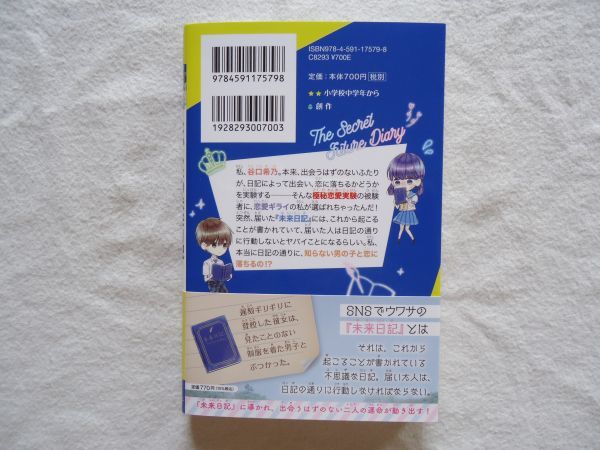 ISBN978-4-591-17579-8
C8293 ¥700E
定価:本体700円 税別
★★小学校中学年から
創作
9784591175798
1928293007003
The Secret
Future Diary
私、谷口希乃。本来、出会うはずのないふたり
が、日記によって出会い、恋に落ちるかどうか
を実験する――そんな極秘恋愛実験の被験
者に、恋愛ギライの私が選ばれちゃったんだ!
突然、届いた『未来日記』には、これから起こる
ことが書かれていて、届いた人は日記の通り
に行動しないとヤバイことになるらしい。私、
本当に日記の通りに、知らない男の子と恋に
落ちるの!?
遅刻ギリギリに
登校した彼女は、
見たことのない
制服を着た男子と
ぶつかった。
定価770円(10%税込)
SNSでウワサの
『未来日記』とは
それは、これから
起こることが書かれている
不思議な日記。届いた人は、
日記の通りに行動しなければならない。
「未来日記」に導かれ、出会うはずのない二人の運命が動き出す!